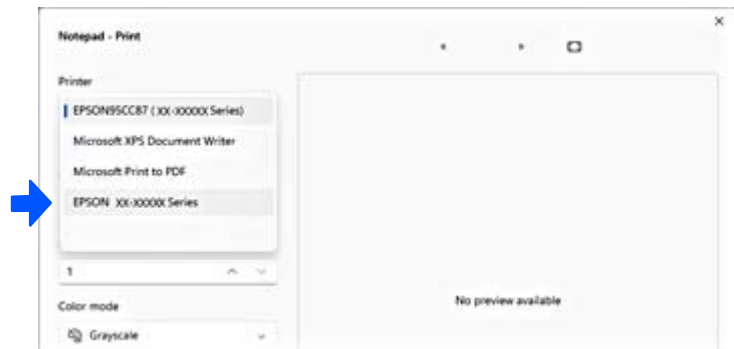 Notepad - Print
Printer
EPSON95CC87 ( XX-XXXXX Series)
Microsoft XPS Document Writer
Microsoft Print to PDF
EPSON XX-XXXXX Series
1
Color mode
Grayscale
No preview available